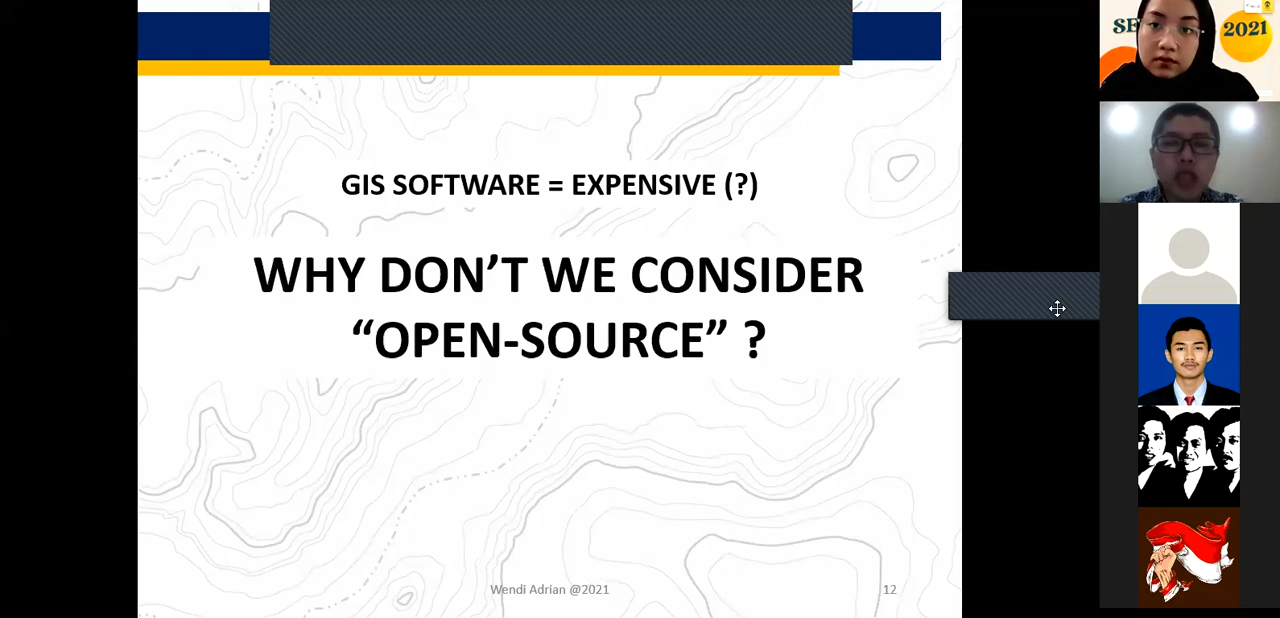 GIS SOFTWARE = EXPENSIVE (?)
WHY DON’T WE CONSIDER
“OPEN-SOURCE” ?
Wendi Adrian @2021
12
2021